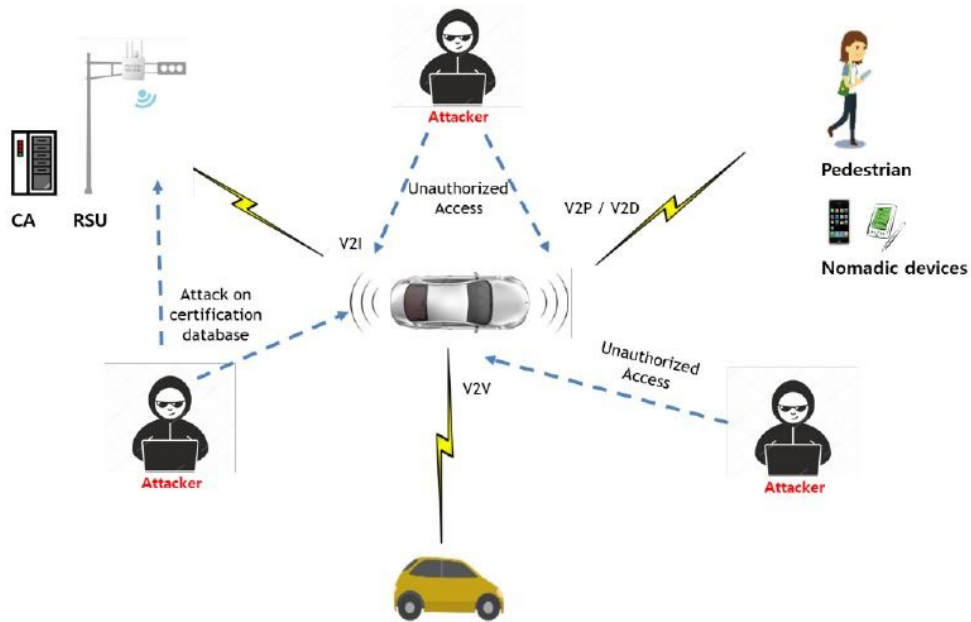 Attacker
Unauthorized
Access
Pedestrian
V2P / V2D
CA
RSU
V2I
Nomadic devices
Attack on
certification
database
Unauthorized
Access
V2V
Attacker
Attacker